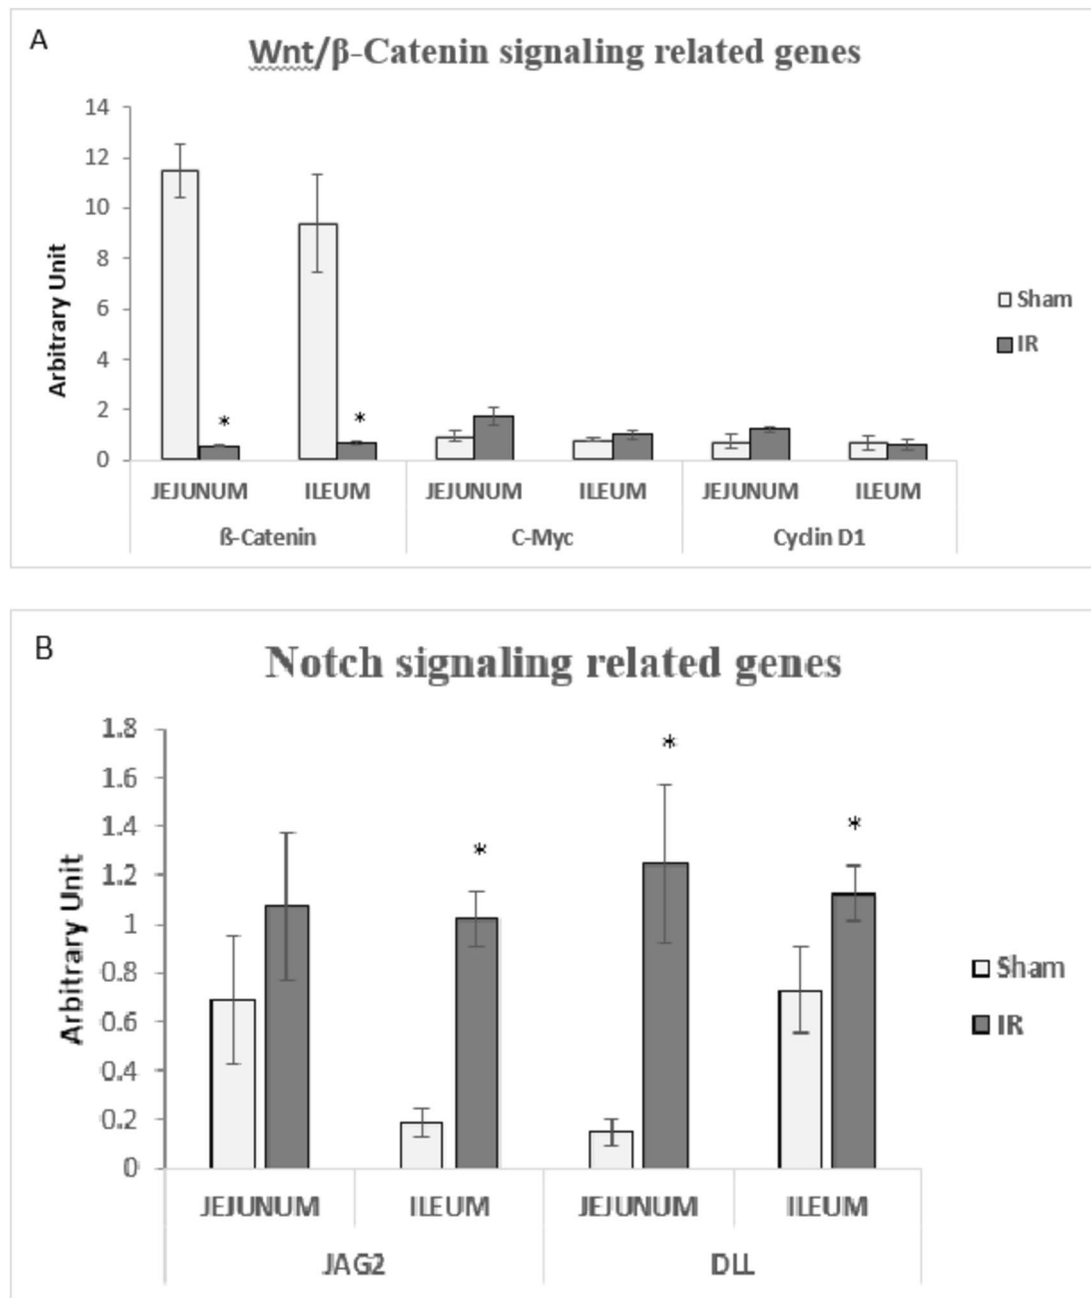 A
Wnt/β-Catenin signaling related genes
14
12
10
8
6
4
2
0
Arbitrary Unit
*
*
Sham
IR
JEJUNUM ILEUM JEJUNUM ILEUM JEJUNUM ILEUM
ß-Catenin C-Myc Cyclin D1
B
Notch signaling related genes
1.8
1.6
1.4
1.2
1
0.8
0.6
0.4
0.2
0
Arbitrary Unit
*
*
*
Sham
IR
JEJUNUM ILEUM JEJUNUM ILEUM
JAG2 DLL